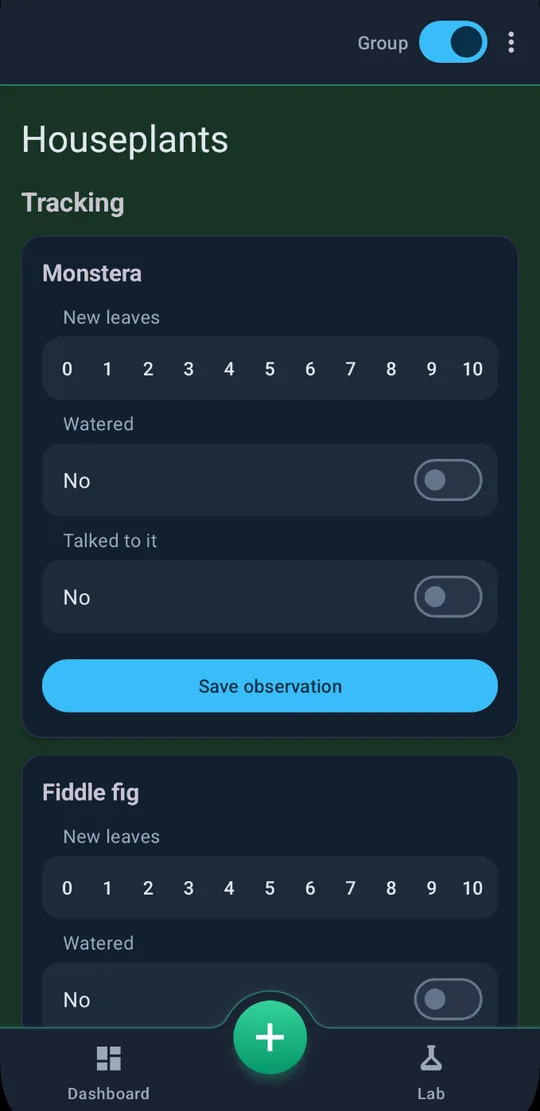 Group
Houseplants
Tracking
Monstera
New leaves
0 1 2 3 4 5 6 7 8 9 10
Watered
No
Talked to it
No
Save observation
Fiddle fig
New leaves
0 1 2 3 4 5 6 7 8 9 10
Watered
No
Dashboard
Lab